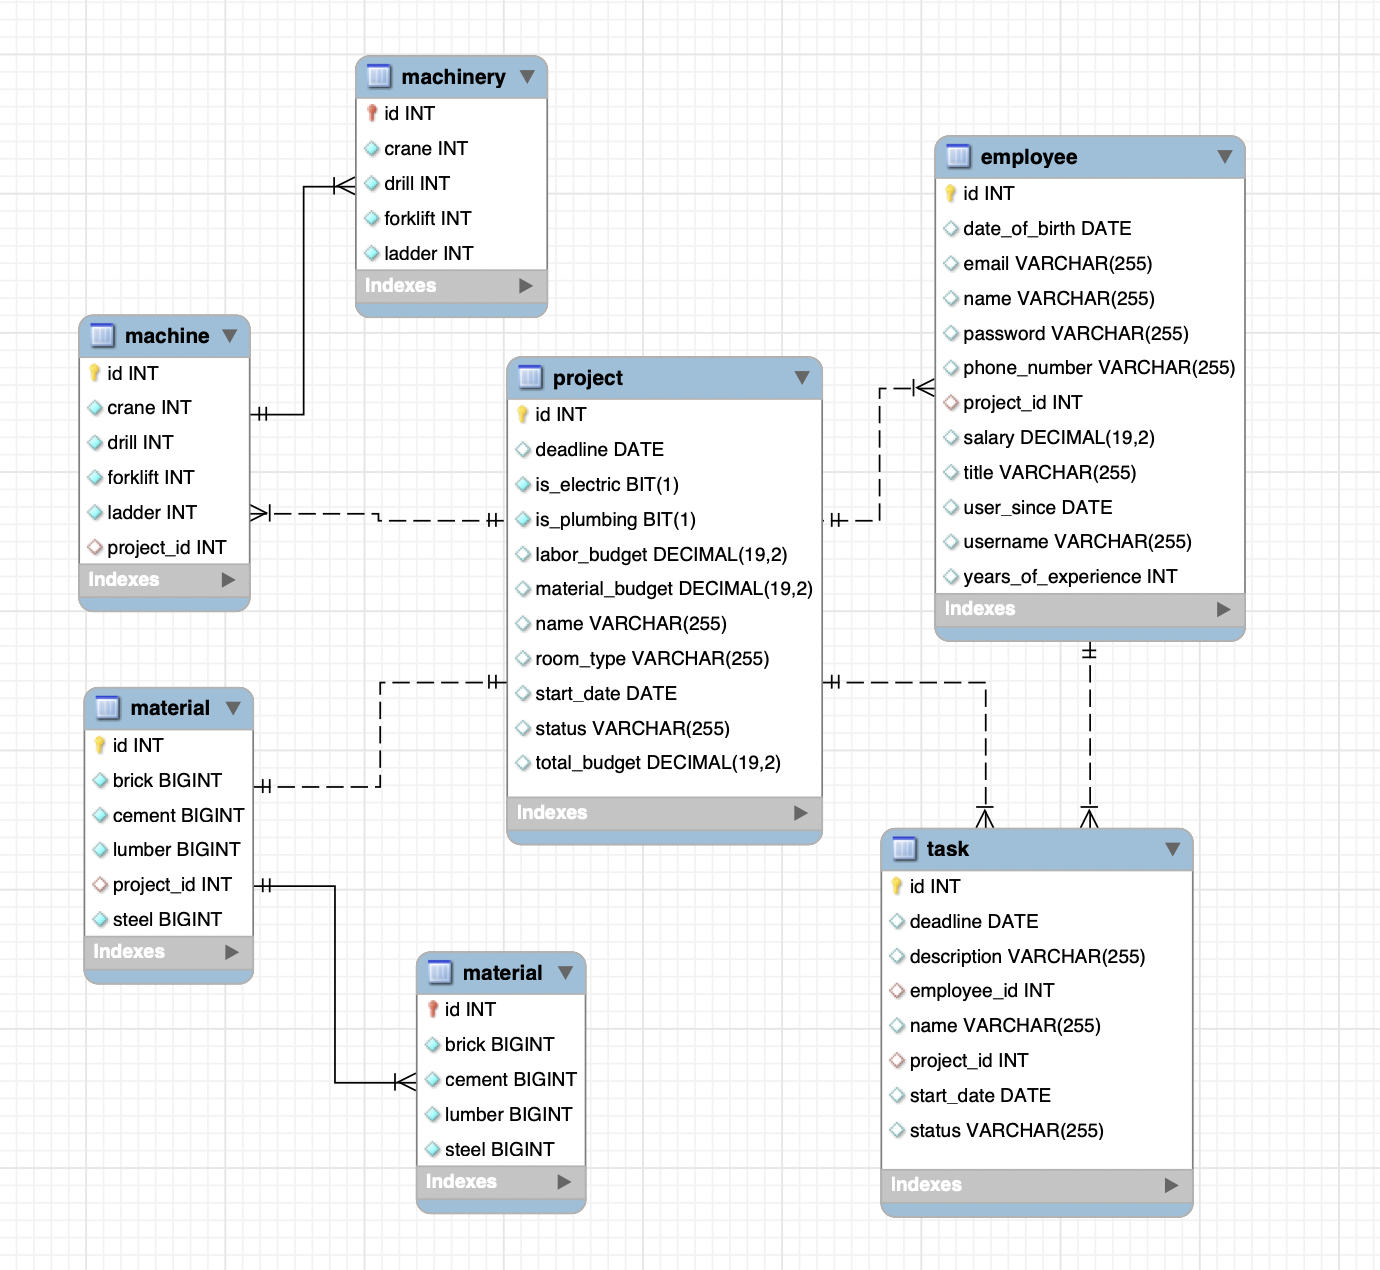 machinery
id INT
crane INT
drill INT
forklift INT
ladder INT
Indexes
machine
id INT
crane INT
drill INT
forklift INT
ladder INT
project_id INT
Indexes
project
id INT
deadline DATE
is_electric BIT(1)
is_plumbing BIT(1)
labor_budget DECIMAL(19,2)
material_budget DECIMAL(19,2)
name VARCHAR(255)
room_type VARCHAR(255)
start_date DATE
status VARCHAR(255)
total_budget DECIMAL(19,2)
Indexes
employee
id INT
date_of_birth DATE
email VARCHAR(255)
name VARCHAR(255)
password VARCHAR(255)
phone_number VARCHAR(255)
project_id INT
salary DECIMAL(19,2)
title VARCHAR(255)
user_since DATE
username VARCHAR(255)
years_of_experience INT
Indexes
material
id INT
brick BIGINT
cement BIGINT
lumber BIGINT
project_id INT
steel BIGINT
Indexes
material
id INT
brick BIGINT
cement BIGINT
lumber BIGINT
steel BIGINT
Indexes
task
id INT
deadline DATE
description VARCHAR(255)
employee_id INT
name VARCHAR(255)
project_id INT
start_date DATE
status VARCHAR(255)
Indexes